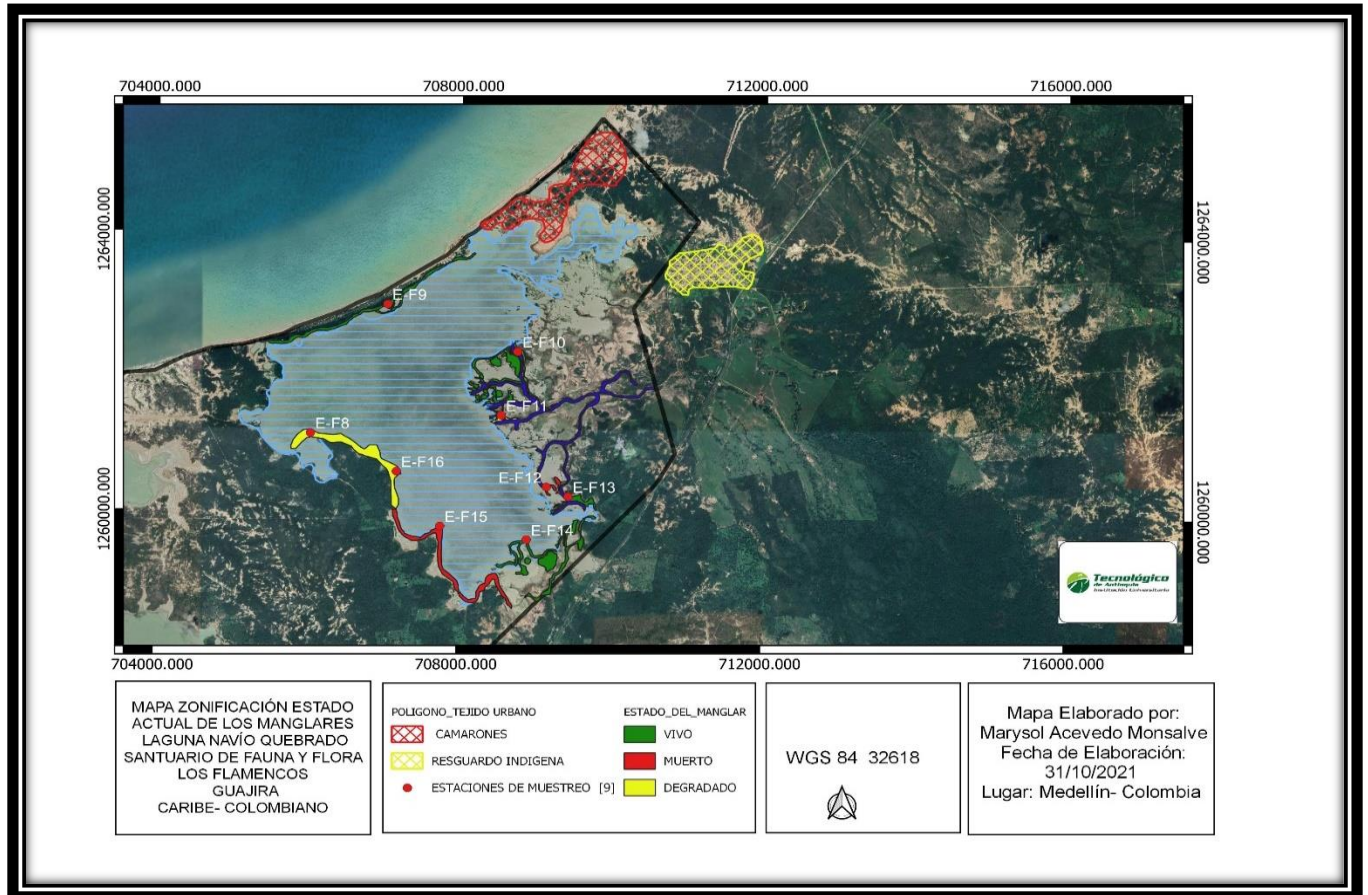 704000.000 708000.000 712000.000 716000.000
1264000.000
1264000.000
E-F9
E-F10
E-F11
E-F8
E-F16
E-F12
E-F13
E-F15
E-F14
1260000.000
1260000.000
Tecnológico
de Antioquia
Institución Universitaria
704000.000 708000.000 712000.000 716000.000
MAPA ZONIFICACIÓN ESTADO
ACTUAL DE LOS MANGLARES
LAGUNA NAVÍO QUEBRADO
SANTUARIO DE FAUNA Y FLORA
LOS FLAMENCOS
GUAJIRA
CARIBE- COLOMBIANO
POLIGONO_TEJIDO URBANO
CAMARONES
RESGUARDO INDIGENA
ESTACIONES DE MUESTREO [9]
ESTADO_DEL_MANGLAR
VIVO
MUERTO
DEGRADADO
WGS 84 32618
Mapa Elaborado por:
Marysol Acevedo Monsalve
Fecha de Elaboración:
31/10/2021
Lugar: Medellín- Colombia